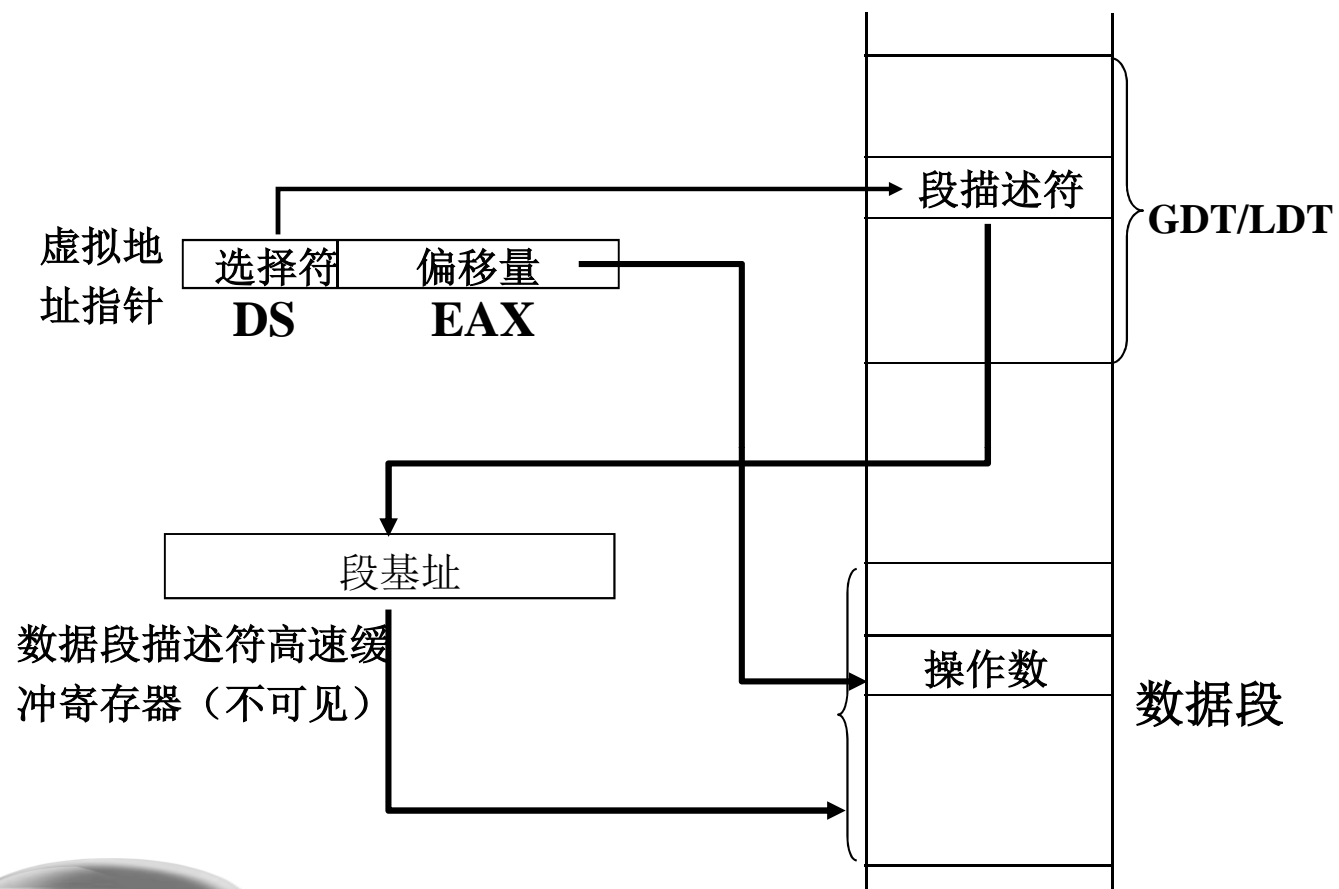 段描述符
GDT/LDT
虚拟地
址指针
选择符
偏移量
DS
EAX
段基址
数据段描述符高速缓
冲寄存器（不可见）
操作数
数据段